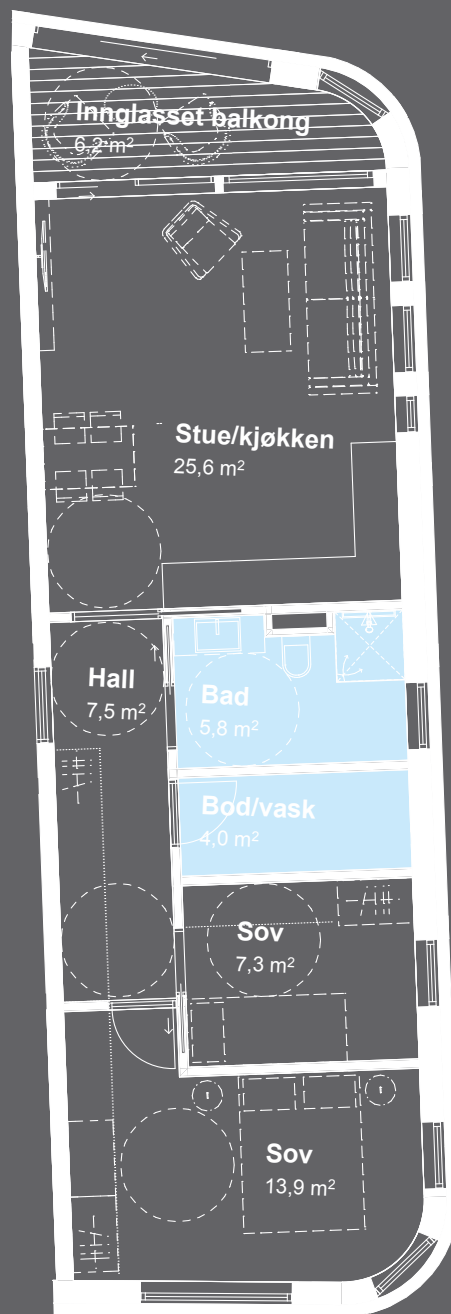 Innglasset balkong
6,2 m²
Stue/kjøkken
25,6 m²
Hall
7,5 m²
Bad
5,8 m²
Bod/vask
4,0 m²
Sov
7,3 m²
Sov
13,9 m²